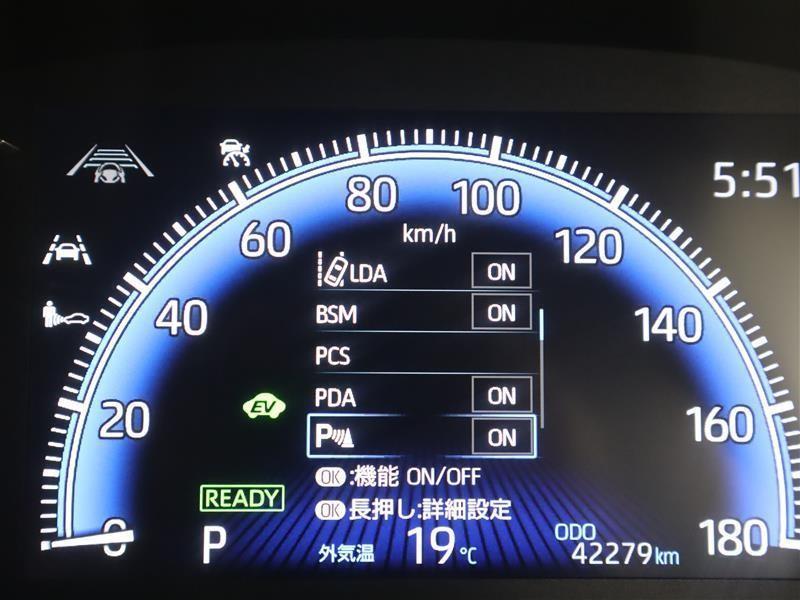 5:51
80
100
60
km/h
120
LDA ON
40
BSM ON
140
PCS
EV
PDA ON
20
160
P ON
OK:機能 ON/OFF
READY
OK長押し:詳細設定
0
P
外気温 19℃
ODO
42279km
180